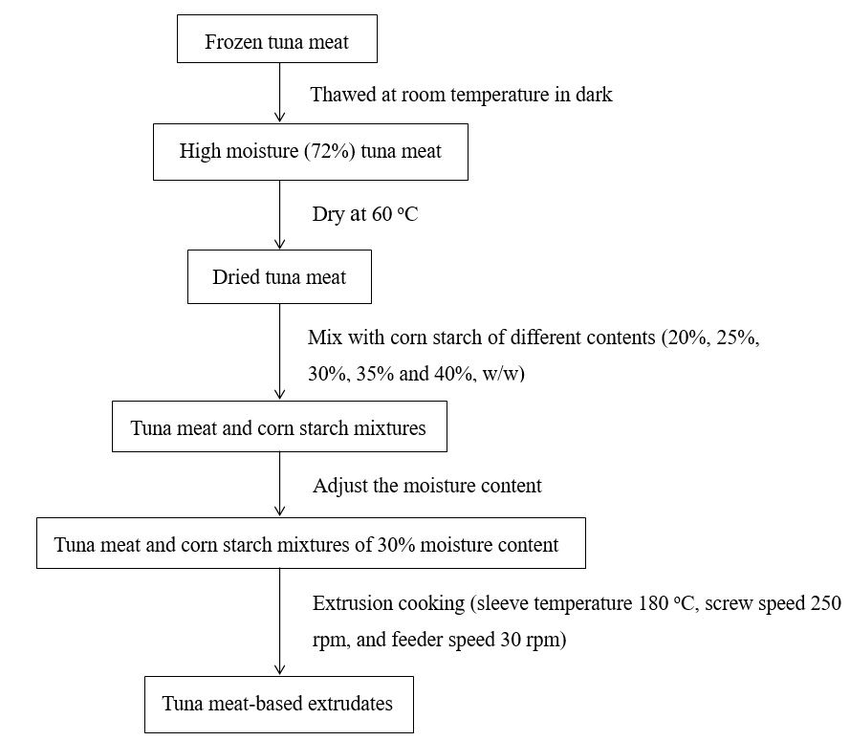 Frozen tuna meat
Thawed at room temperature in dark
High moisture (72%) tuna meat
Dry at 60 °C
Dried tuna meat
Mix with corn starch of different contents (20%, 25%,
30%, 35% and 40%, w/w)
Tuna meat and corn starch mixtures
Adjust the moisture content
Tuna meat and corn starch mixtures of 30% moisture content
Extrusion cooking (sleeve temperature 180 °C, screw speed 250
rpm, and feeder speed 30 rpm)
Tuna meat-based extrudates